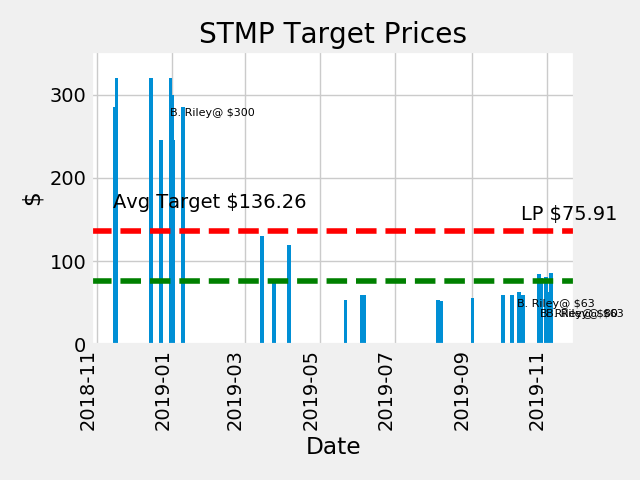 STMP Target Prices
$
300
200
100
0
B. Riley@ $300
Avg Target $136.26
LP $75.91
B. Riley@ $63
2018-11
2019-01
2019-03
2019-05
2019-07
2019-09
2019-11
Date